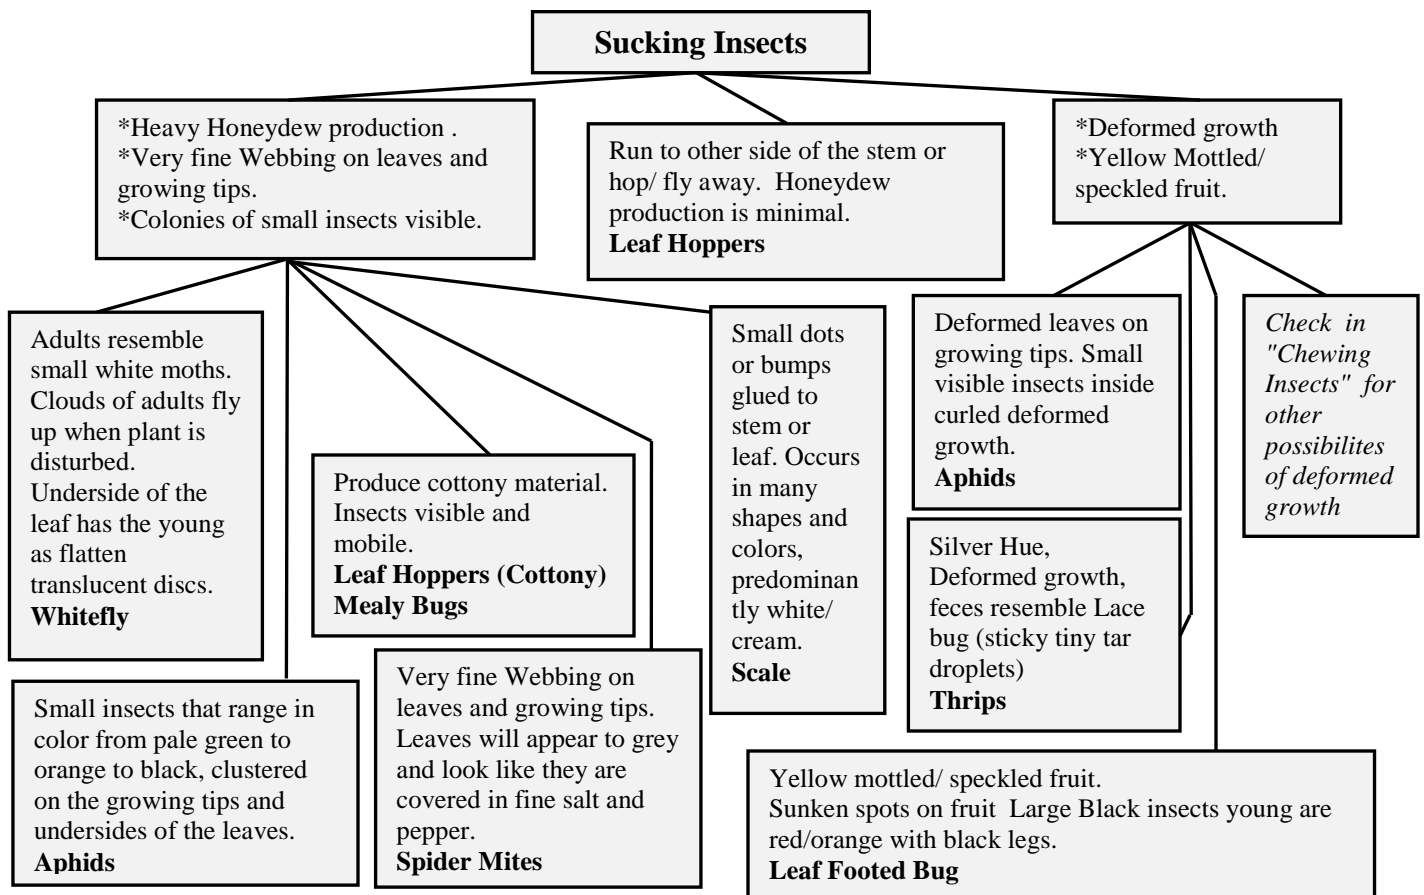 Sucking Insects
*Heavy Honeydew production .
*Very fine Webbing on leaves and
growing tips.
*Colonies of small insects visible.
Run to other side of the stem or
hop/ fly away.  Honeydew
production is minimal.
Leaf Hoppers
*Deformed growth
*Yellow Mottled/
speckled fruit.
Adults resemble
small white moths.
Clouds of adults fly
up when plant is
disturbed.
Underside of the
leaf has the young
as flatten
translucent discs.
Whitefly
Produce cottony material.
Insects visible and
mobile.
Leaf Hoppers (Cottony)
Mealy Bugs
Small dots
or bumps
glued to
stem or
leaf. Occurs
in many
shapes and
colors,
predominan
tly white/
cream.
Scale
Deformed leaves on
growing tips. Small
visible insects inside
curled deformed
growth.
Aphids
Check  in
"Chewing
Insects"  for
other
possibilites
of deformed
growth
Silver Hue,
Deformed growth,
feces resemble Lace
bug (sticky tiny tar
droplets)
Thrips
Small insects that range in
color from pale green to
orange to black, clustered
on the growing tips and
undersides of the leaves.
Aphids
Very fine Webbing on
leaves and growing tips.
Leaves will appear to grey
and look like they are
covered in fine salt and
pepper.
Spider Mites
Yellow mottled/ speckled fruit.
Sunken spots on fruit  Large Black insects young are
red/orange with black legs.
Leaf Footed Bug